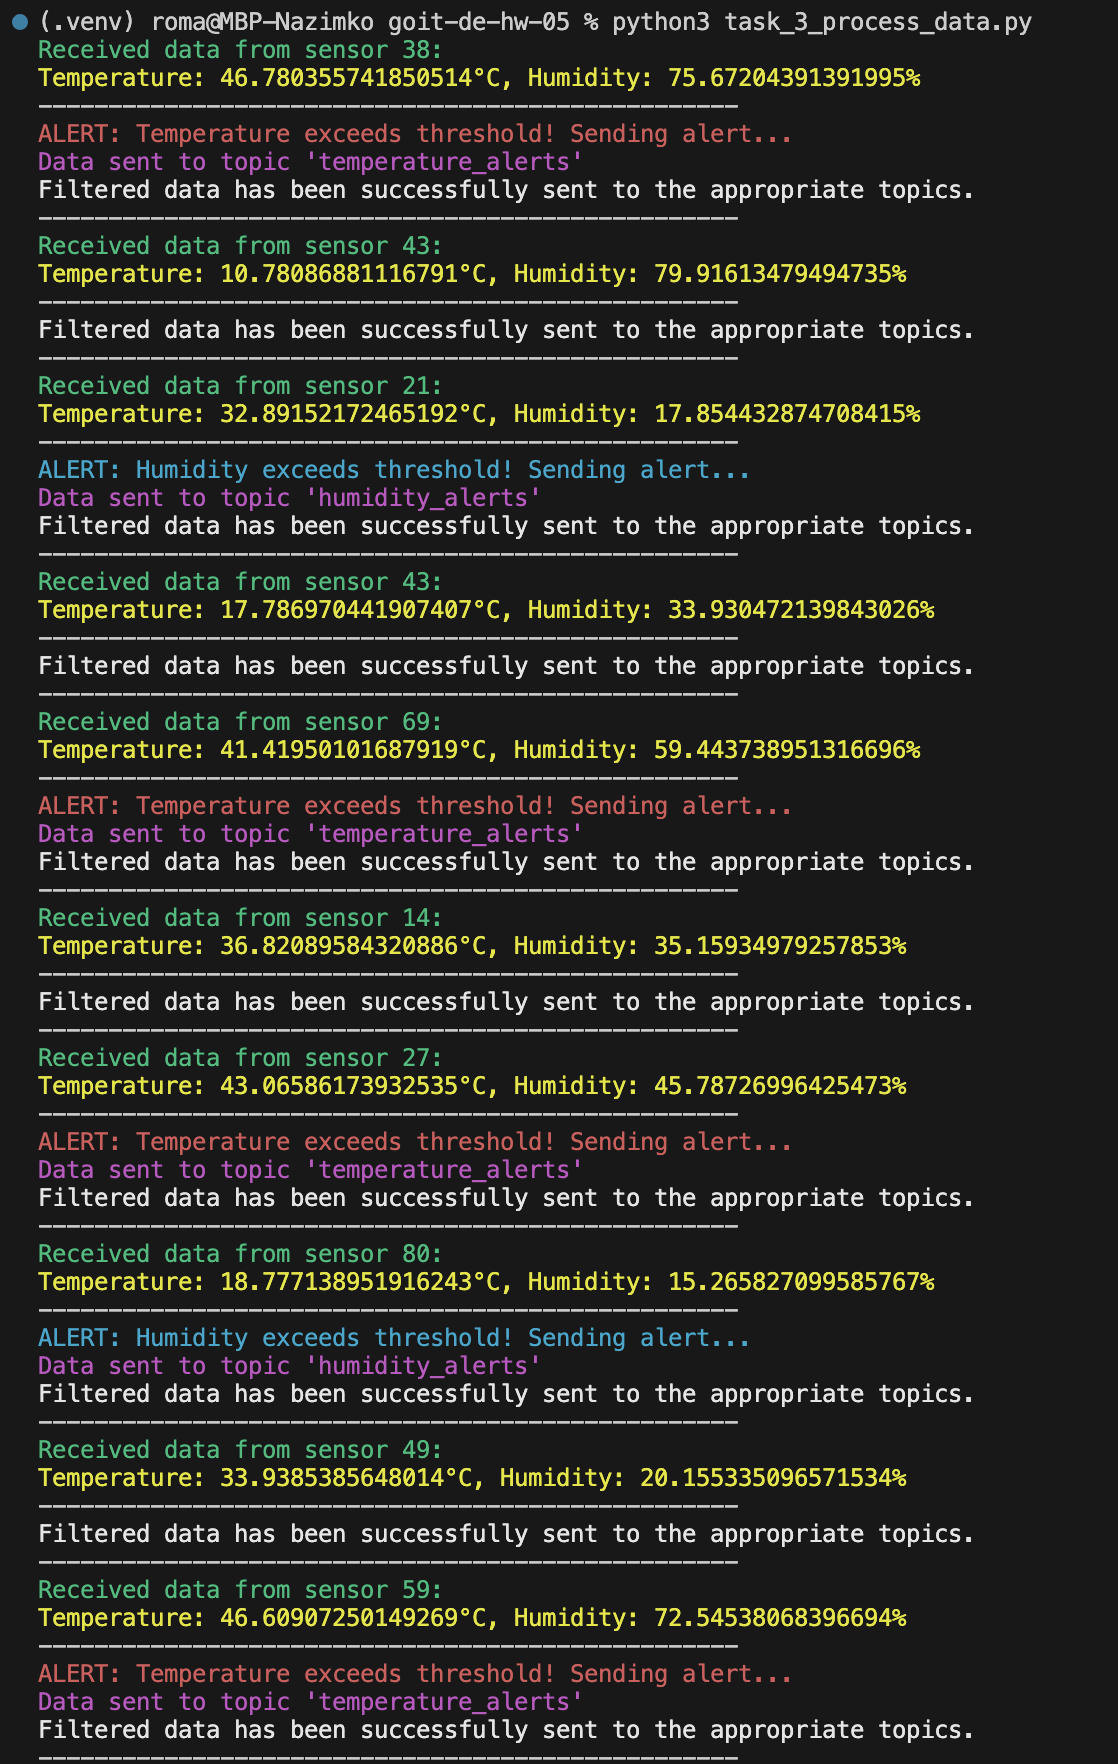 (.venv) roma@MBP-Nazimko goit-de-hw-05 % python3 task_3_process_data.py
Received data from sensor 38:
Temperature: 46.780355741850514°C, Humidity: 75.67204391391995%
--------------------------------------------------
ALERT: Temperature exceeds threshold! Sending alert...
Data sent to topic 'temperature_alerts'
Filtered data has been successfully sent to the appropriate topics.
--------------------------------------------------
Received data from sensor 43:
Temperature: 10.78086881116791°C, Humidity: 79.91613479494735%
--------------------------------------------------
Filtered data has been successfully sent to the appropriate topics.
--------------------------------------------------
Received data from sensor 21:
Temperature: 32.89152172465192°C, Humidity: 17.854432874708415%
--------------------------------------------------
ALERT: Humidity exceeds threshold! Sending alert...
Data sent to topic 'humidity_alerts'
Filtered data has been successfully sent to the appropriate topics.
--------------------------------------------------
Received data from sensor 43:
Temperature: 17.786970441907407°C, Humidity: 33.930472139843026%
--------------------------------------------------
Filtered data has been successfully sent to the appropriate topics.
--------------------------------------------------
Received data from sensor 69:
Temperature: 41.41950101687919°C, Humidity: 59.443738951316696%
--------------------------------------------------
ALERT: Temperature exceeds threshold! Sending alert...
Data sent to topic 'temperature_alerts'
Filtered data has been successfully sent to the appropriate topics.
--------------------------------------------------
Received data from sensor 14:
Temperature: 36.82089584320886°C, Humidity: 35.15934979257853%
--------------------------------------------------
Filtered data has been successfully sent to the appropriate topics.
--------------------------------------------------
Received data from sensor 27:
Temperature: 43.06586173932535°C, Humidity: 45.78726996425473%
--------------------------------------------------
ALERT: Temperature exceeds threshold! Sending alert...
Data sent to topic 'temperature_alerts'
Filtered data has been successfully sent to the appropriate topics.
--------------------------------------------------
Received data from sensor 80:
Temperature: 18.777138951916243°C, Humidity: 15.265827099585767%
--------------------------------------------------
ALERT: Humidity exceeds threshold! Sending alert...
Data sent to topic 'humidity_alerts'
Filtered data has been successfully sent to the appropriate topics.
--------------------------------------------------
Received data from sensor 49:
Temperature: 33.9385385648014°C, Humidity: 20.155335096571534%
--------------------------------------------------
Filtered data has been successfully sent to the appropriate topics.
--------------------------------------------------
Received data from sensor 59:
Temperature: 46.60907250149269°C, Humidity: 72.54538068396694%
--------------------------------------------------
ALERT: Temperature exceeds threshold! Sending alert...
Data sent to topic 'temperature_alerts'
Filtered data has been successfully sent to the appropriate topics.
--------------------------------------------------